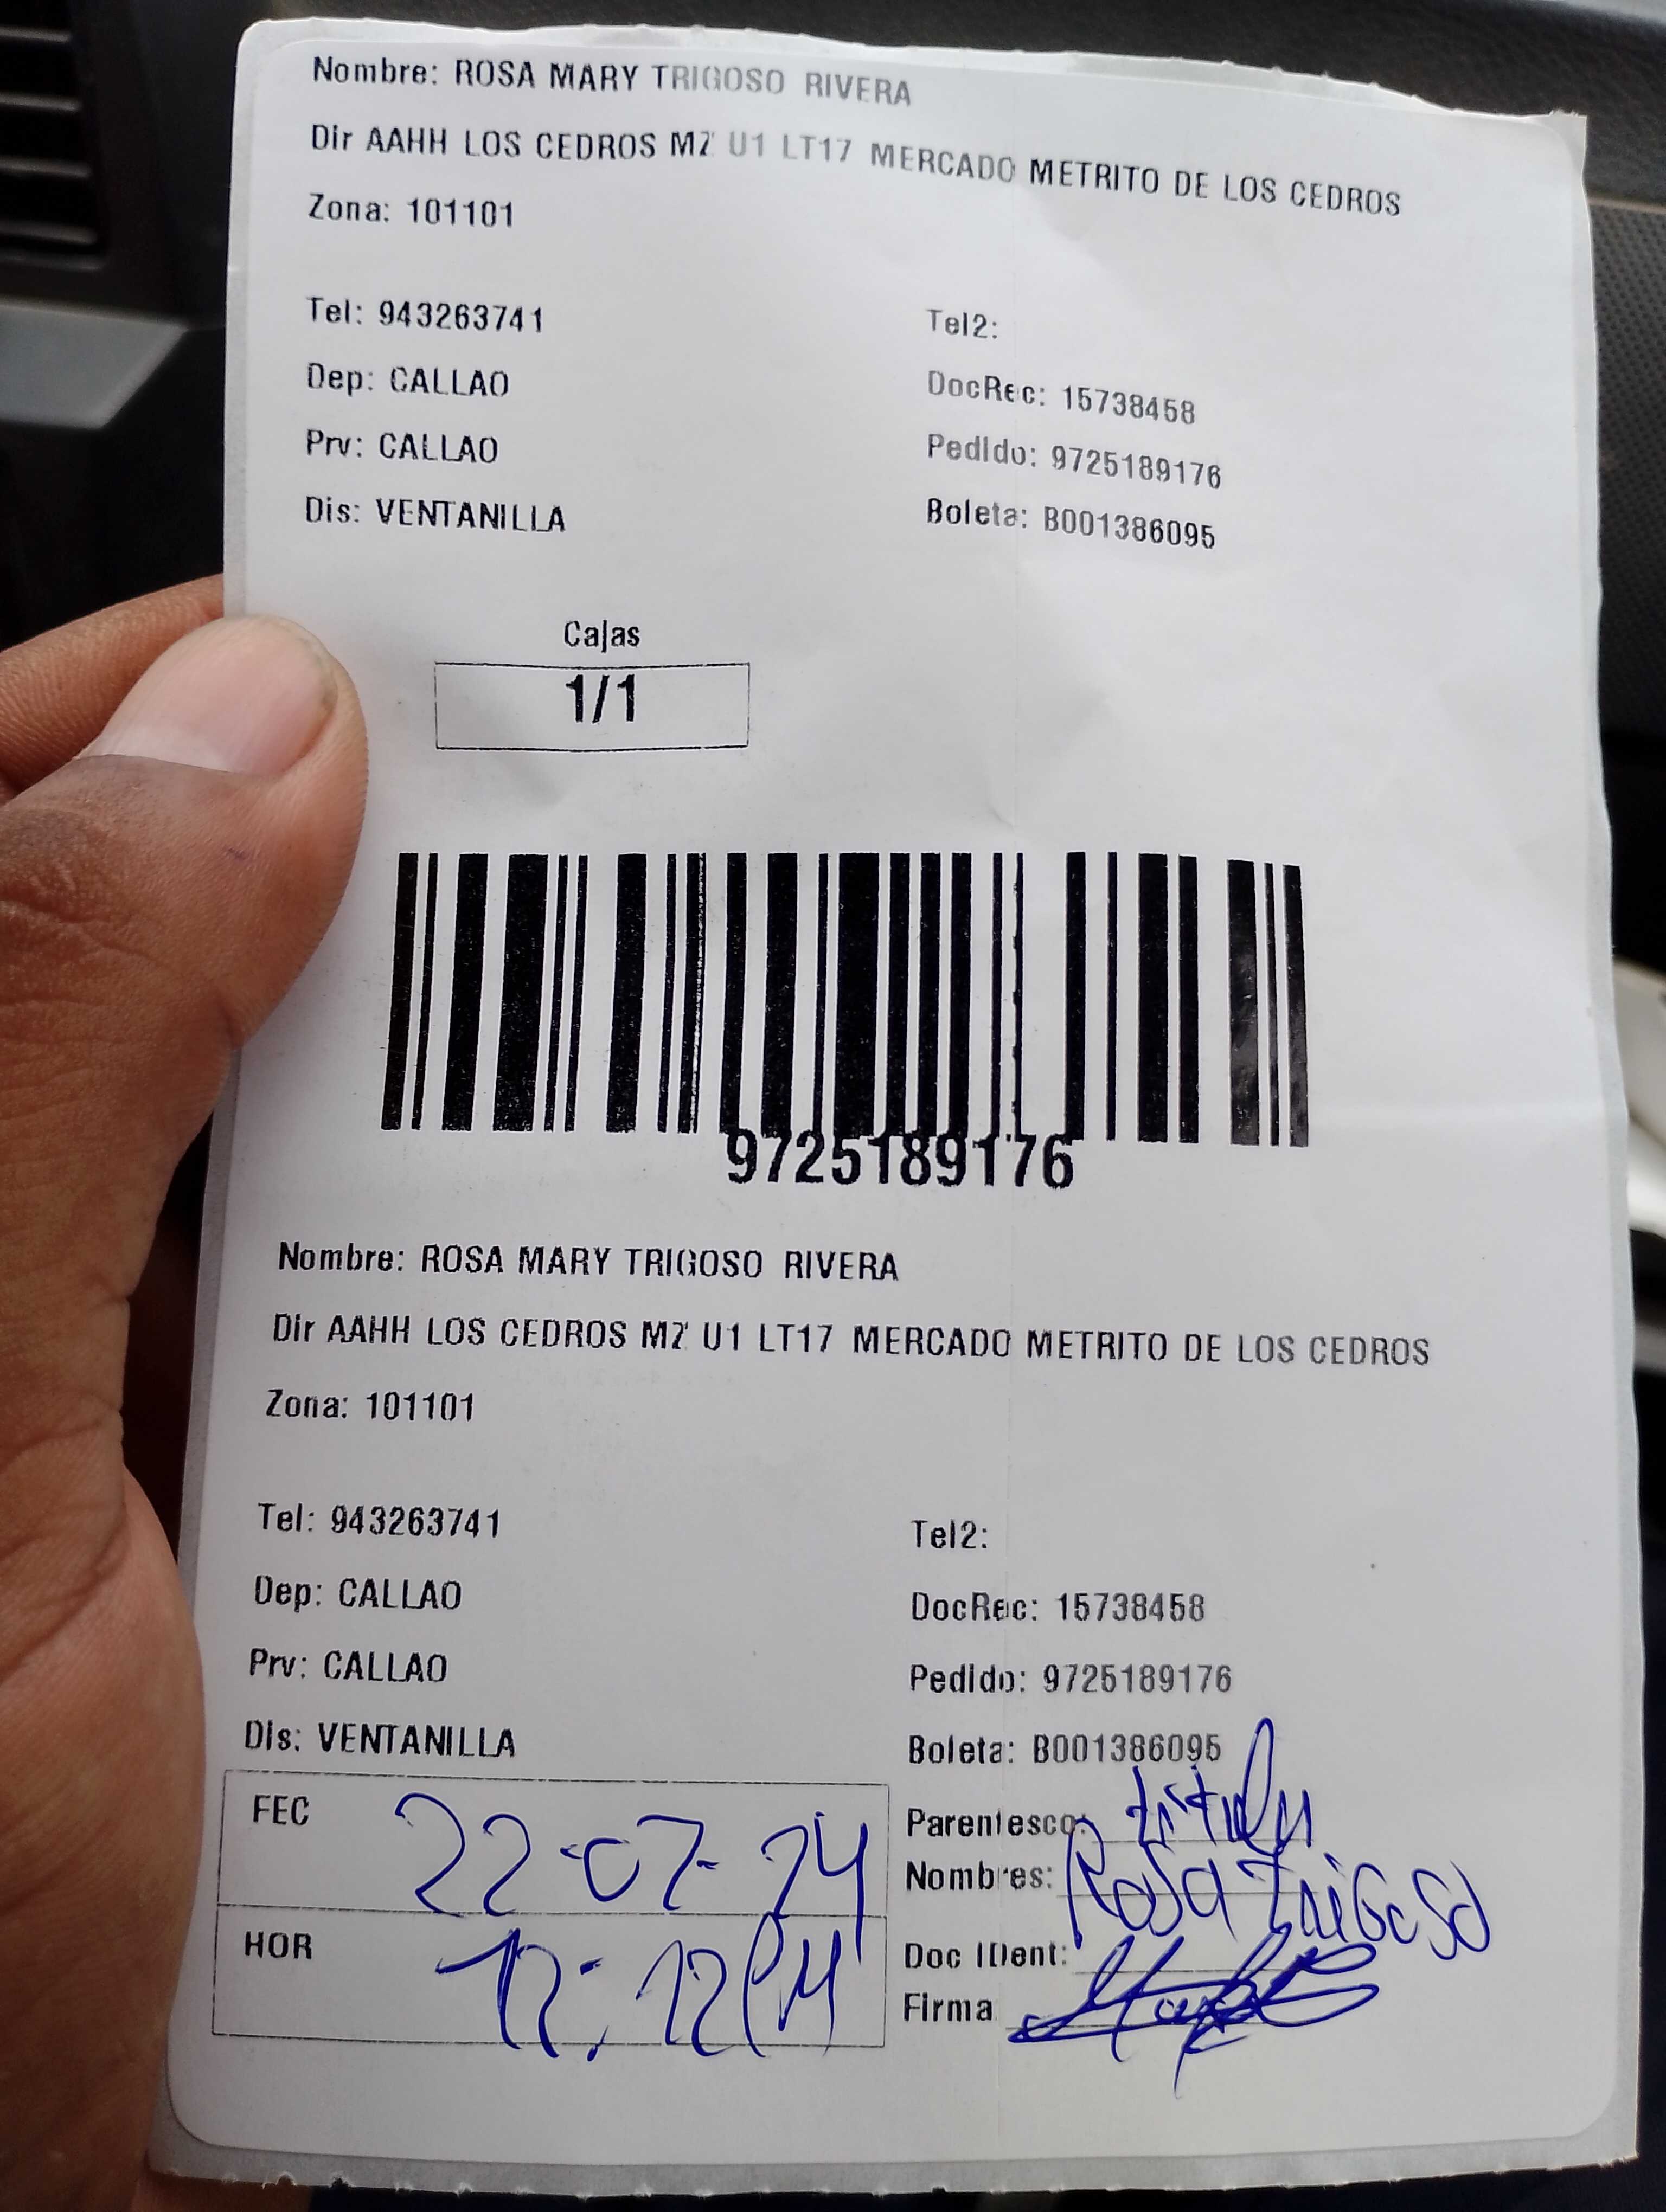 Nombre: ROSA MARY TRIGOSO RIVERA
Dir AAHH LOS CEDROS MZ U1 LT17 MERCADO METRITO DE LOS CEDROS
Zona: 101101
Tel: 943263741 Tel2:
Dep: CALLAO DocRec: 15738458
Prv: CALLAO Pedido: 9725189176
Dis: VENTANILLA Boleta: B001386095
Cajas
1/1
9725189176
Nombre: ROSA MARY TRIGOSO RIVERA
Dir AAHH LOS CEDROS MZ U1 LT17 MERCADO METRITO DE LOS CEDROS
Zona: 101101
Tel: 943263741 Tel2:
Dep: CALLAO DocRec: 15738458
Prv: CALLAO Pedido: 9725189176
Dis: VENTANILLA Boleta: B001386095
FEC 22-07-24 Parentesco: titular
Nombres: Rosa Trigoso
HOR 12:12PM Doc IDent:
Firma